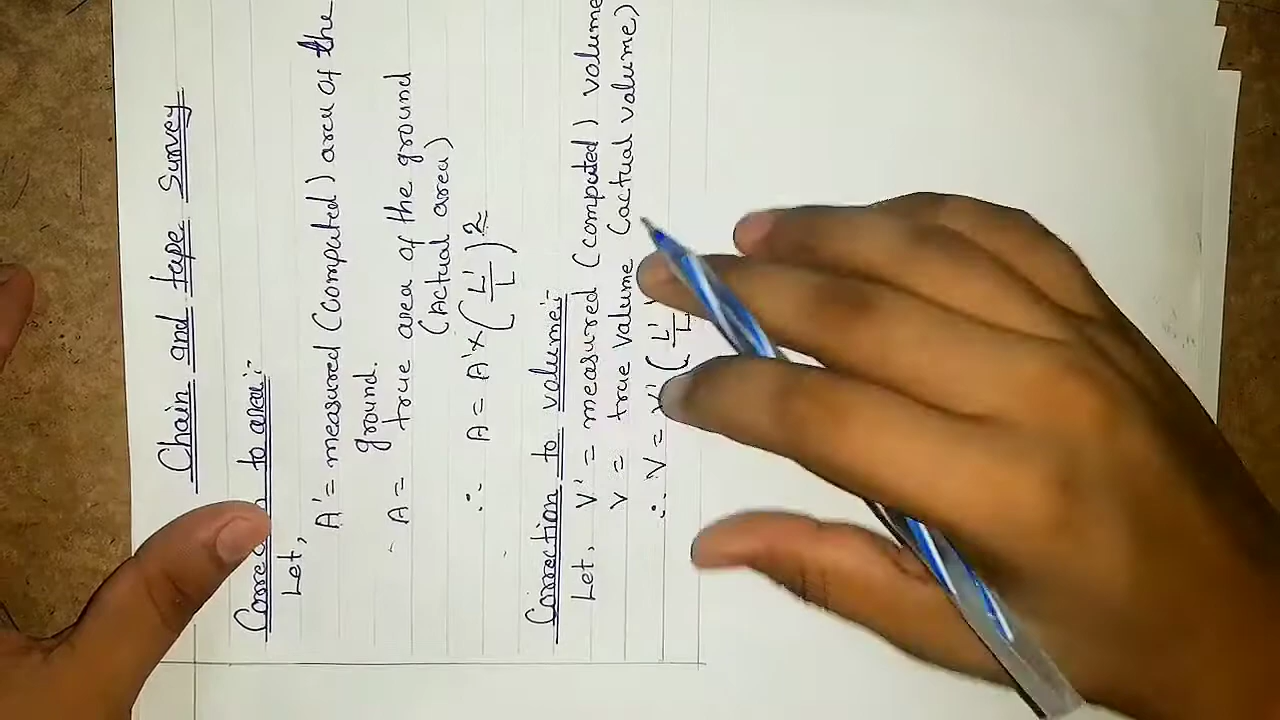 Chain and tape Survey
Correction to area:-
Let,
A' = measured (computed) area of the
ground.
A = true area of the ground
(Actual area)
∴ A = A' × (L'/L)²
Correction to volume:-
Let, V' = measured (computed) volume
V = true volume (actual volume)
∴ V = V' (L'/L